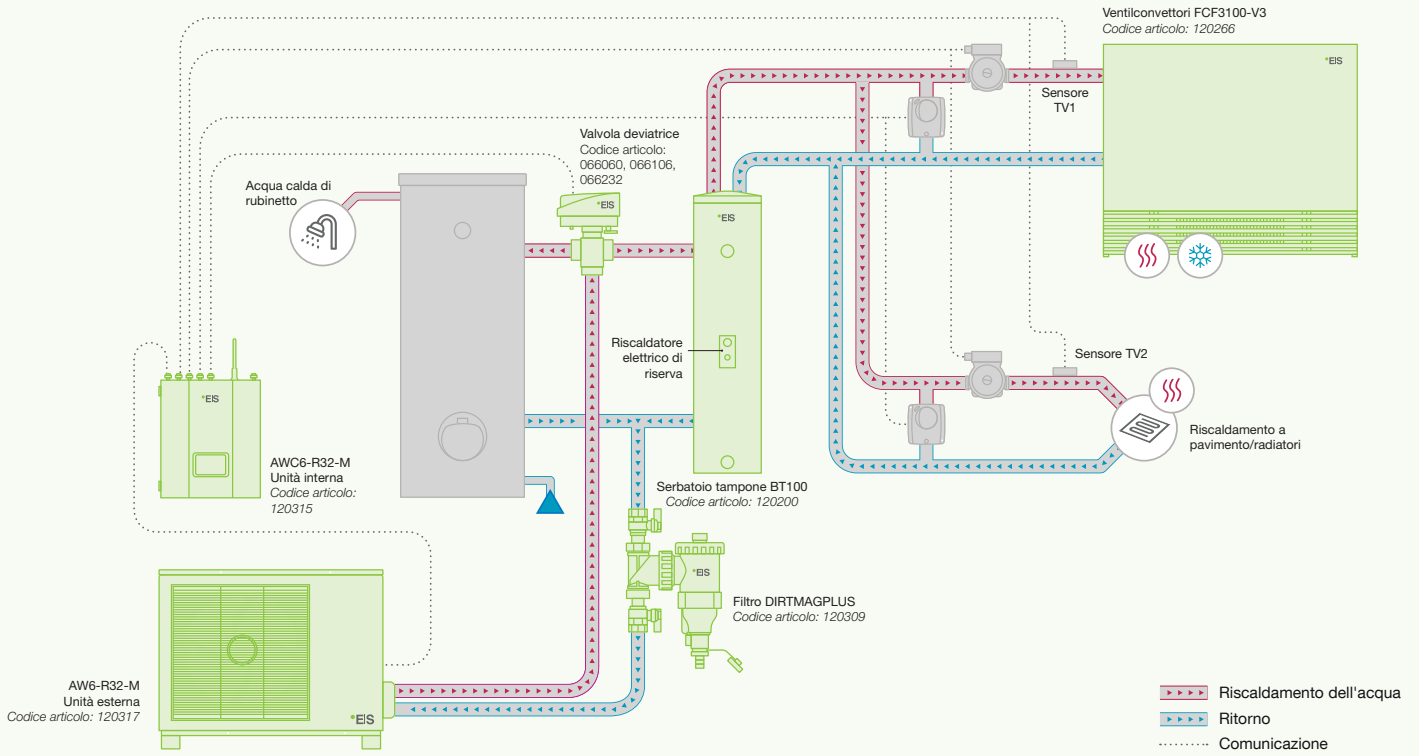 Ventilconvettori FCF3100-V3
Codice articolo: 120266
°EIS
Sensore
TV1
Valvola deviatrice
Codice articolo:
066060, 066106,
066232
°EIS
Acqua calda di
rubinetto
°EIS
Riscaldatore
elettrico di
riserva
Sensore TV2
Riscaldamento a
pavimento/radiatori
°EIS
AWC6-R32-M
Unità interna
Codice articolo:
120315
Serbatoio tampone BT100
Codice articolo: 120200
°EIS
Filtro DIRTMAGPLUS
Codice articolo: 120309
AW6-R32-M
Unità esterna
Codice articolo: 120317
°EIS
Riscaldamento dell'acqua
Ritorno
Comunicazione